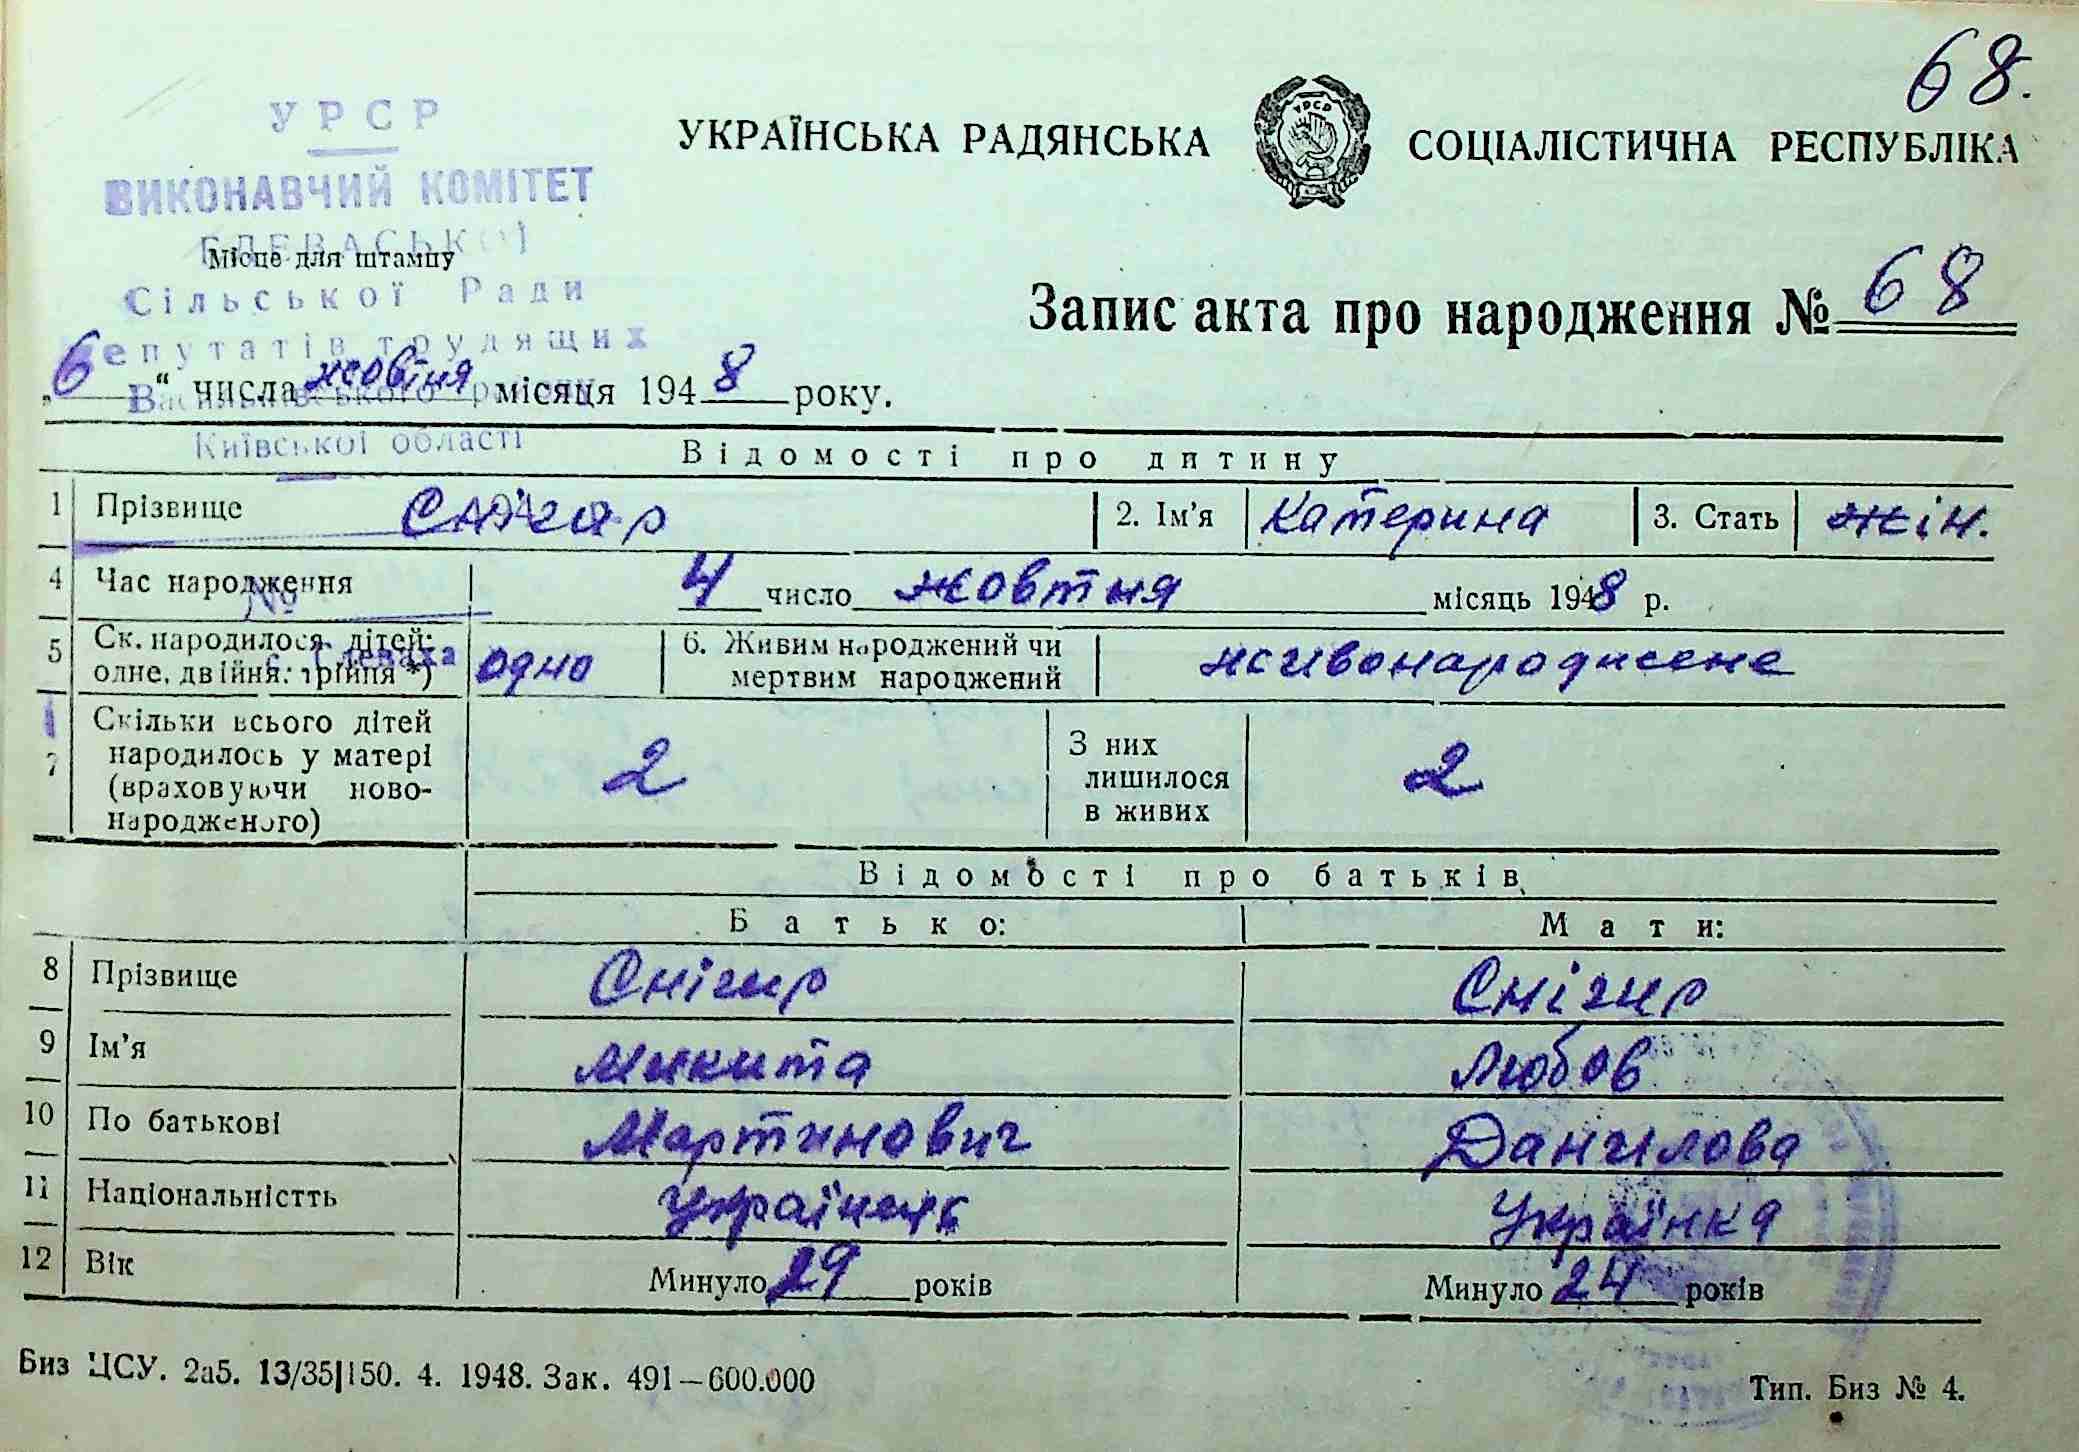 68.
УРСР
ВИКОНАВЧИЙ КОМІТЕТ
УКРАЇНСЬКА РАДЯНСЬКА СОЦІАЛІСТИЧНА РЕСПУБЛІКА
УРСР
Місце для штампу
Сільської Ради
епутатів трудящих
Запис акта про народження № 68
„6“ числа жовтня місяця 1948 року.
Київської області
Відомості про дитину
1 Прізвище Снігир 2. Ім'я Катерина 3. Стать жін.
4 Час народження 4 число жовтня місяць 1948 р.
№
5 Ск. народилося дітей: одно 6. Живим народжений чи живонароджене
одне, двійня, трійня *) мертвим народжений
с. Глеваха
7 Скільки всього дітей
народилось у матері
(враховуючи ново-
народженого) 2
З них
лишилося
в живих 2
Відомості про батьків
Батько: Мати:
8 Прізвище Снігир Снігир
9 Ім'я Микита Любов
10 По батькові Мартинович Данилова
11 Національністть Українець Українка
12 Вік Минуло 29 років Минуло 24 років
Биз ЦСУ. 2а5. 13/35|150. 4. 1948. Зак. 491—600.000 Тип. Биз № 4.